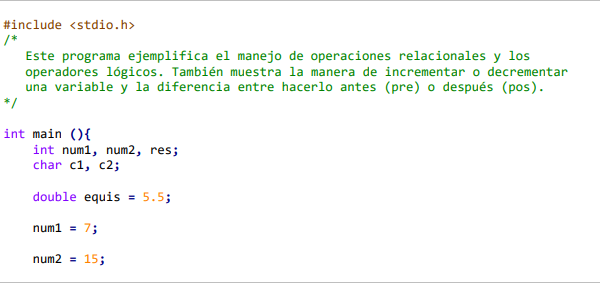 #include <stdio.h>
/*
Este programa ejemplifica el manejo de operaciones relacionales y los
operadores lógicos. También muestra la manera de incrementar o decrementar
una variable y la diferencia entre hacerlo antes (pre) o después (pos).
*/
int main (){
int num1, num2, res;
char c1, c2;
double equis = 5.5;
num1 = 7;
num2 = 15;